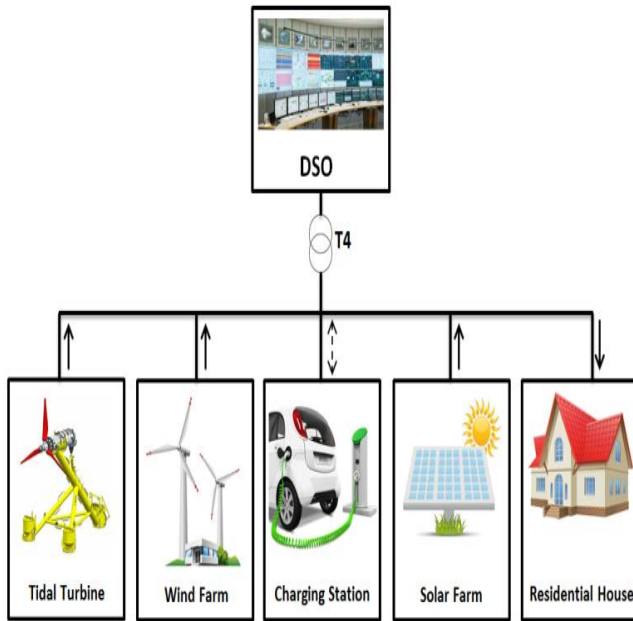 DSO
T4
Tidal Turbine
Wind Farm
Charging Station
Solar Farm
Residential House